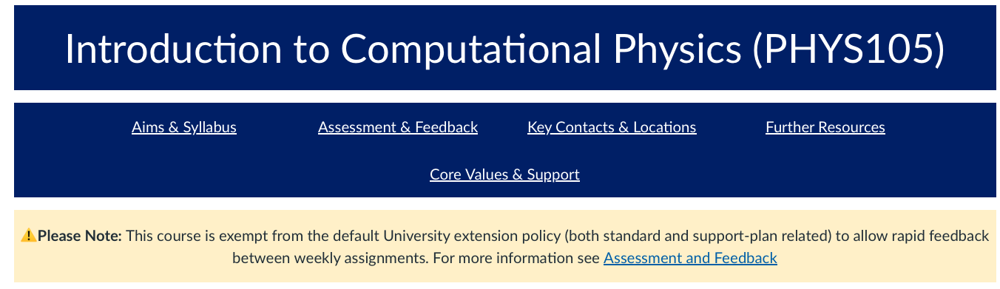 Introduction to Computational Physics (PHYS105)
Aims & Syllabus
Assessment & Feedback
Key Contacts & Locations
Further Resources
Core Values & Support
⚠️Please Note: This course is exempt from the default University extension policy (both standard and support-plan related) to allow rapid feedback
between weekly assignments. For more information see Assessment and Feedback